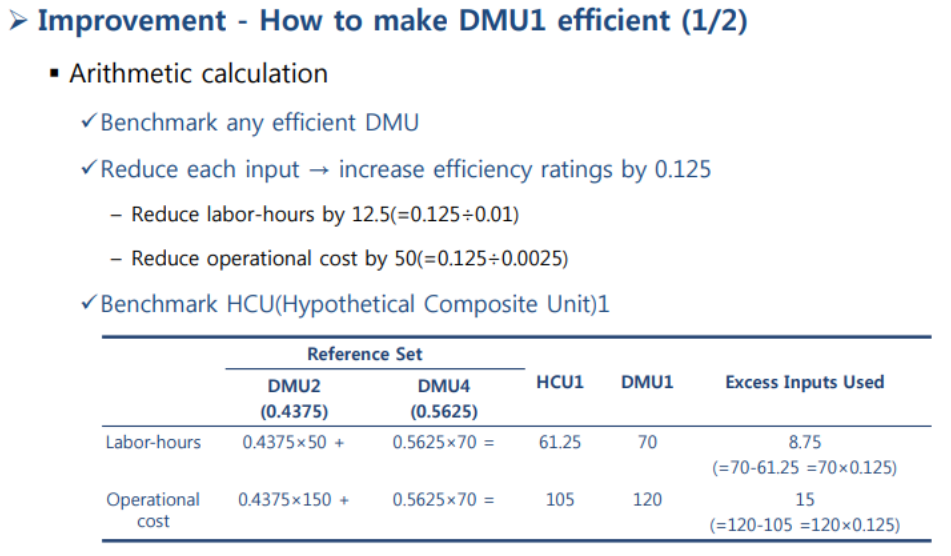 ➢ Improvement - How to make DMU1 efficient (1/2)
▪ Arithmetic calculation
✓Benchmark any efficient DMU
✓Reduce each input → increase efficiency ratings by 0.125
– Reduce labor-hours by 12.5(=0.125÷0.01)
– Reduce operational cost by 50(=0.125÷0.0025)
✓Benchmark HCU(Hypothetical Composite Unit)1
Reference Set
DMU2 (0.4375) DMU4 (0.5625) HCU1 DMU1 Excess Inputs Used
Labor-hours 0.4375×50 + 0.5625×70 = 61.25 70 8.75
(=70-61.25 =70×0.125)
Operational cost 0.4375×150 + 0.5625×70 = 105 120 15
(=120-105 =120×0.125)